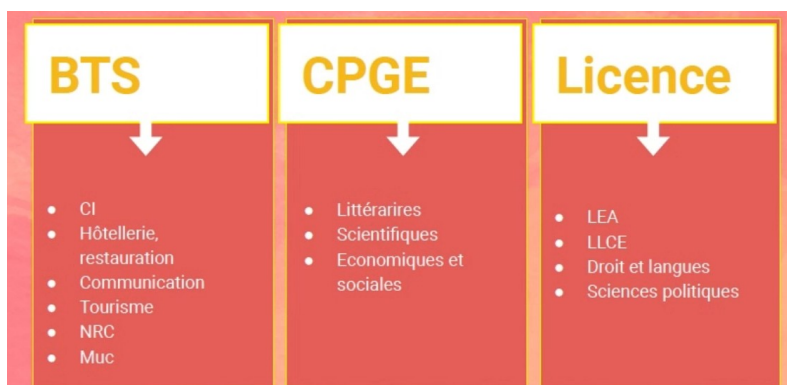 BTS
CI
Hôtellerie,
restauration
Communication
Tourisme
NRC
Muc
CPGE
Littérarires
Scientifiques
Economiques et
sociales
Licence
LEA
LLCE
Droit et langues
Sciences politiques